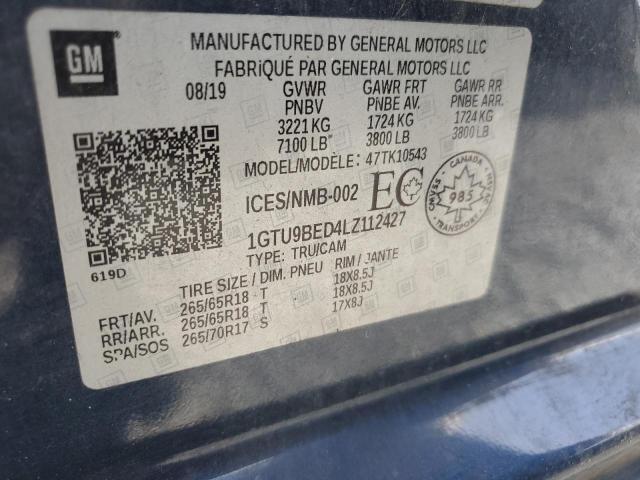 GM
MANUFACTURED BY GENERAL MOTORS LLC
FABRiQUÉ PAR GENERAL MOTORS LLC
08/19 GVWR GAWR FRT GAWR RR
PNBV PNBE AV. PNBE ARR.
3221 KG 1724 KG 1724 KG
7100 LB 3800 LB 3800 LB
MODEL/MODÈLE: 47TK10543
ICES/NMB-002 EC
CANADA
CMVSS
985
NSVAC
1GTU9BED4LZ112427
TYPE: TRU/CAM
619D
TIRE SIZE / DIM. PNEU RIM / JANTE
FRT/AV. 265/65R18 T 18X8.5J
RR/ARR. 265/65R18 T 18X8.5J
SPA/SOS 265/70R17 S 17X8J